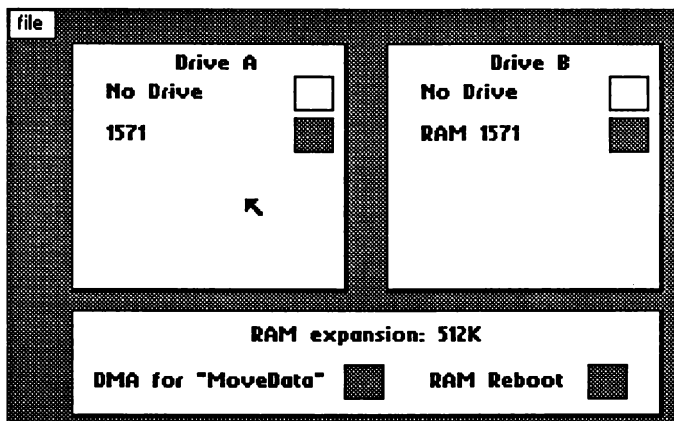 file
Drive A
No Drive
1571
Drive B
No Drive
RAM 1571
RAM expansion: 512K
DMA for "MoveData"
RAM Reboot